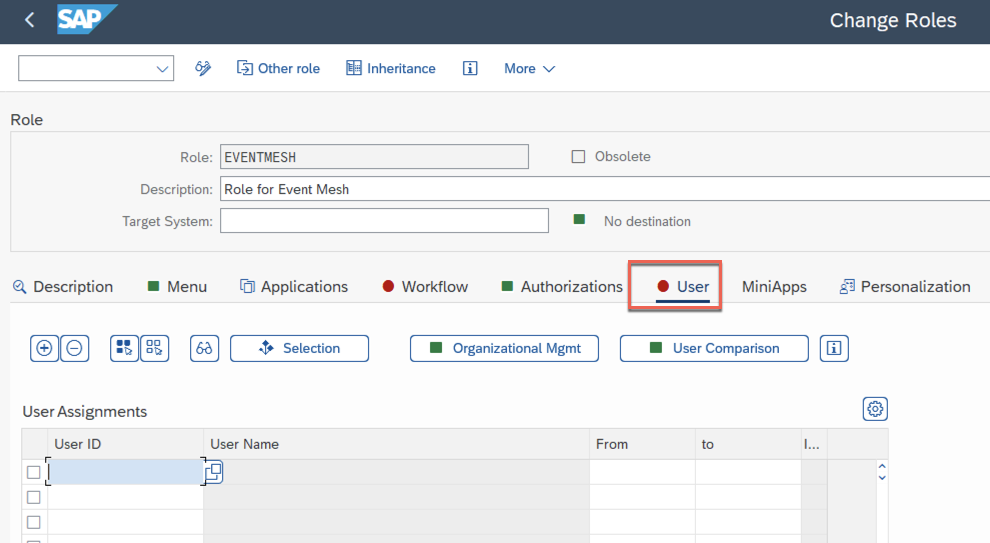 SAP Change Roles
Other role Inheritance More
Role
Role: EVENTMESH Obsolete
Description: Role for Event Mesh
Target System: No destination
Description Menu Applications Workflow Authorizations User MiniApps Personalization
Selection Organizational Mgmt User Comparison
User Assignments
User ID User Name From to I...